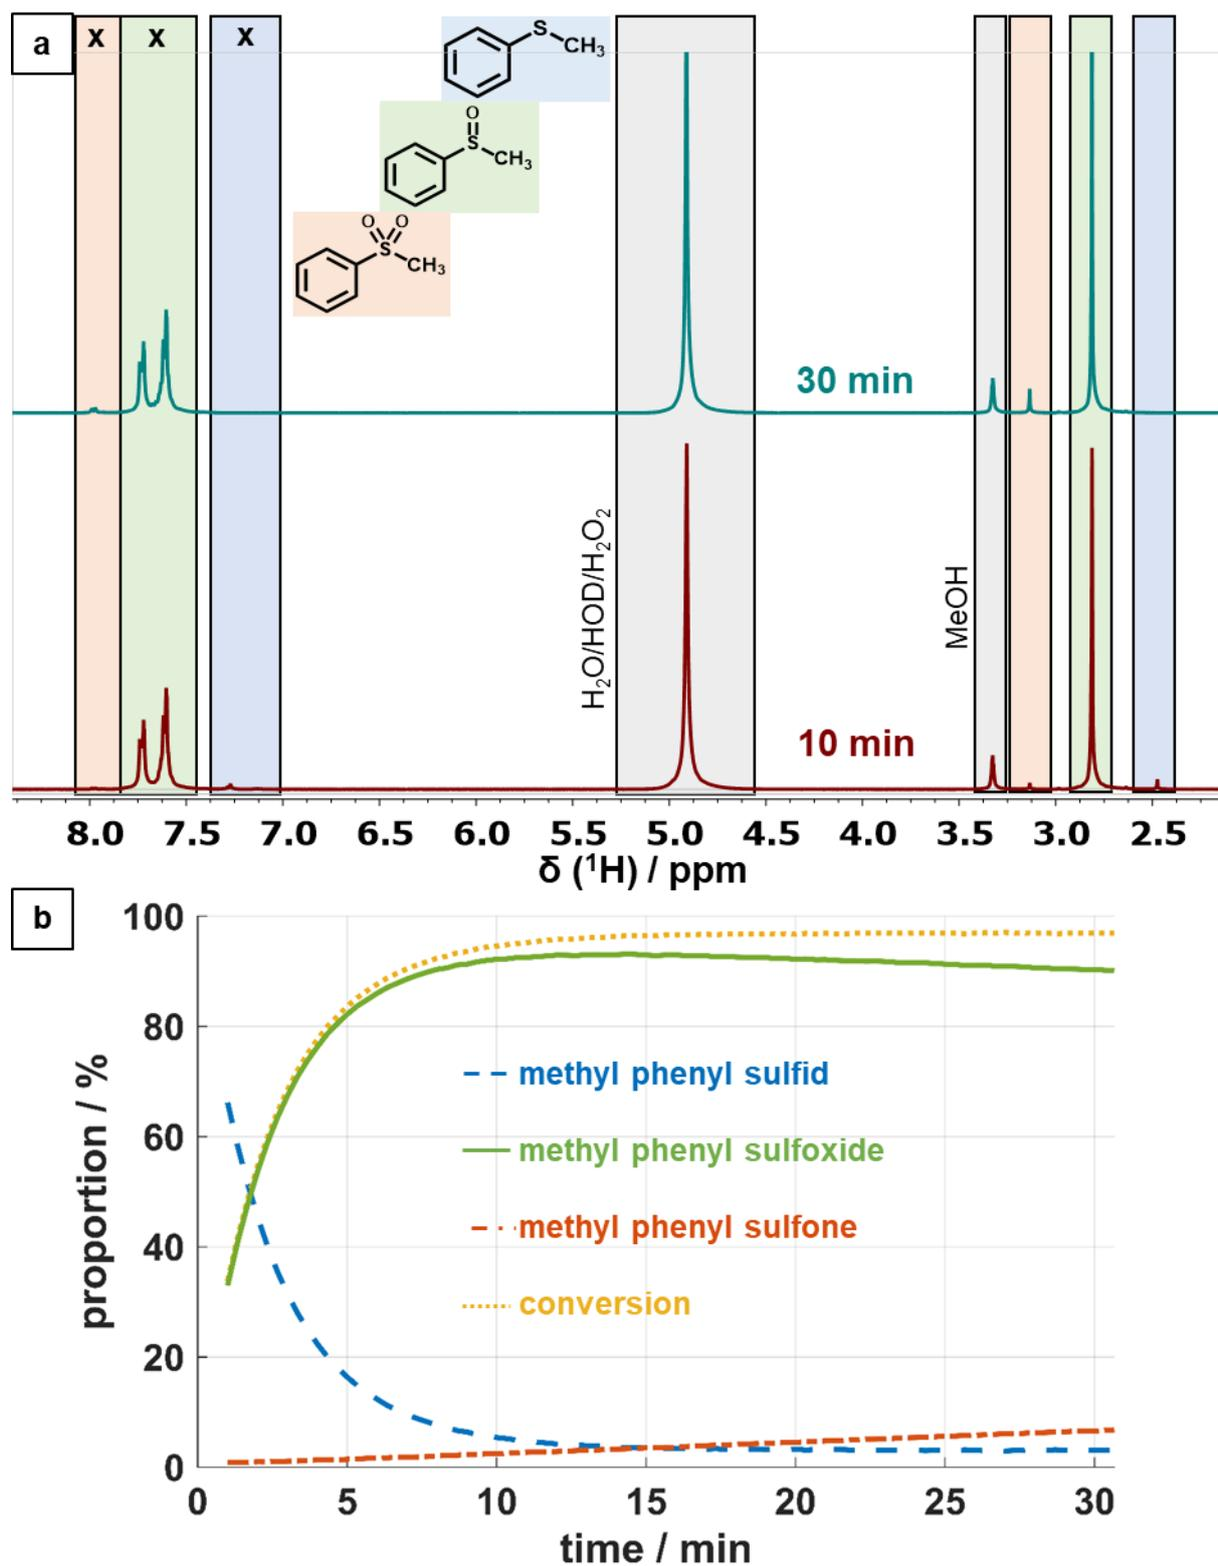 a
x x x
S
CH3
O
S
CH3
O O
S
CH3
30 min
H2O/HOD/H2O2
MeOH
10 min
8.0 7.5 7.0 6.5 6.0 5.5 5.0 4.5 4.0 3.5 3.0 2.5
δ (1H) / ppm
b
100
80
60
40
20
0
proportion / %
methyl phenyl sulfid
methyl phenyl sulfoxide
methyl phenyl sulfone
conversion
0 5 10 15 20 25 30
time / min